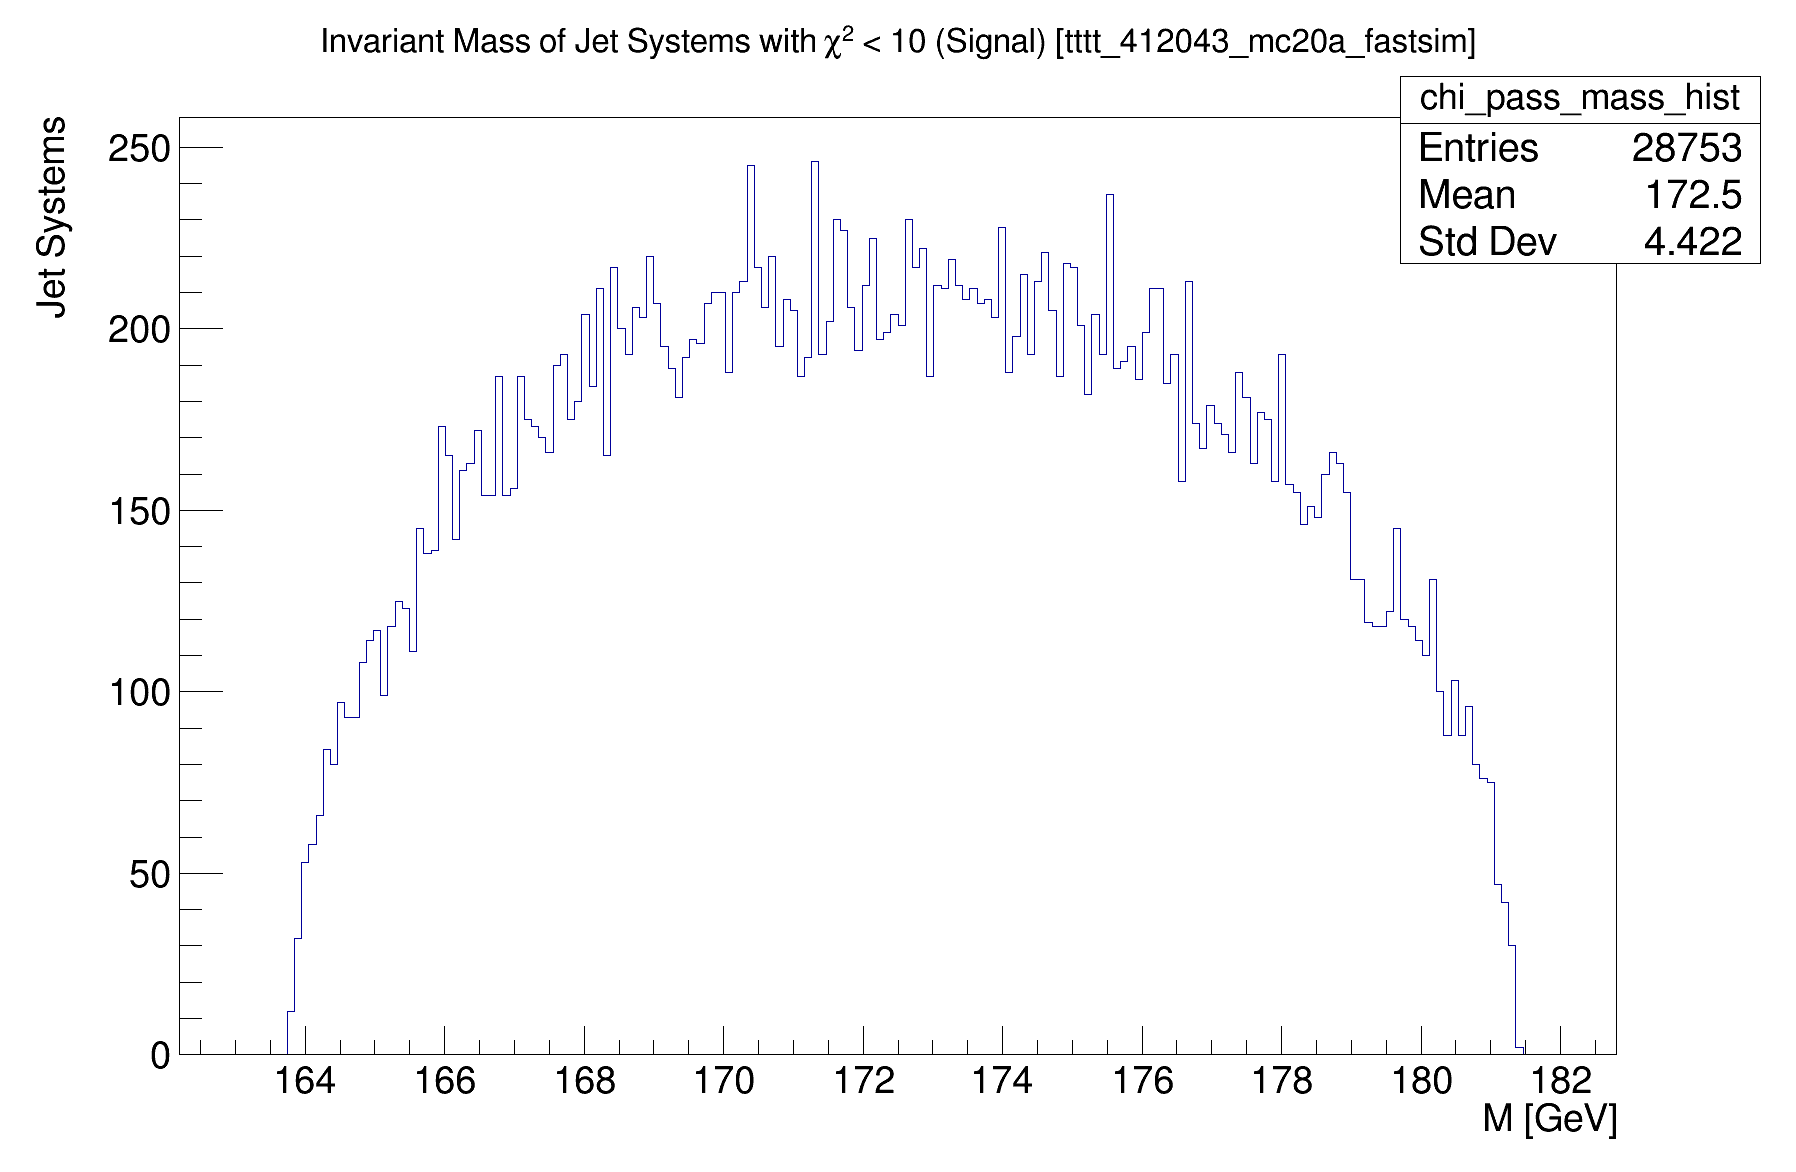 Invariant Mass of Jet Systems with χ² < 10 (Signal) [tttt_412043_mc20a_fastsim]
chi_pass_mass_hist
Entries 28753
Mean 172.5
Std Dev 4.422
Jet Systems
250
200
150
100
50
0
164 166 168 170 172 174 176 178 180 182
M [GeV]